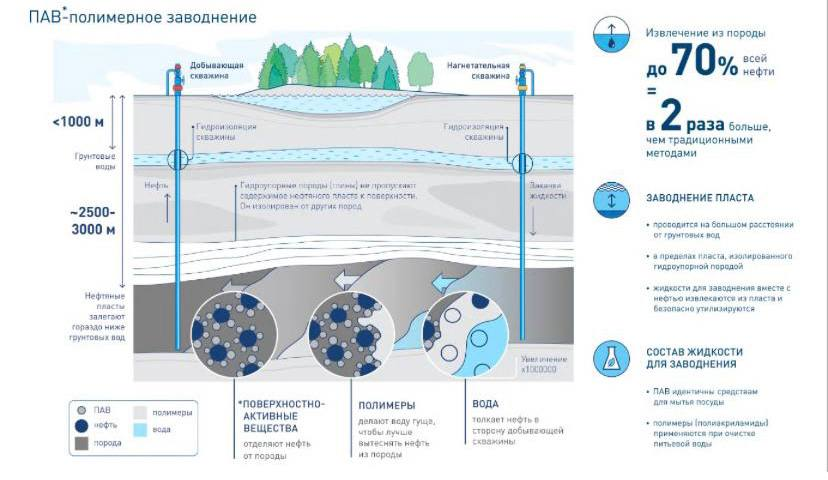 ПАВ*-полимерное заводнение
Добывающая
скважина
Нагнетательная
скважина
<1000 м
Гидроизоляция
скважины
Гидроизоляция
скважины
Грунтовые
воды
Нефть
Гидроупорные породы (глины) не пропускают
содержимое нефтяного пласта к поверхности.
Он изолирован от других пород
Закачка
жидкости
~2500-
3000 м
Нефтяные
пласты
залегают
гораздо ниже
грунтовых вод
Увеличение
х1000000
ПАВ
нефть
порода
полимеры
вода
*ПОВЕРХНОСТНО-
АКТИВНЫЕ
ВЕЩЕСТВА
отделяют нефть
от породы
ПОЛИМЕРЫ
делают воду гуще,
чтобы лучше
вытеснять нефть
из породы
ВОДА
толкает нефть в
сторону добывающей
скважины
Извлечение из породы
до 70% всей
нефти
=
в 2 раза больше,
чем традиционными
методами
ЗАВОДНЕНИЕ ПЛАСТА
• проводится на большом расстоянии
от грунтовых вод
• в пределах пласта, изолированного
гидроупорной породой
• жидкости для заводнения вместе с
нефтью извлекаются из пласта и
безопасно утилизируются
СОСТАВ ЖИДКОСТИ
ДЛЯ ЗАВОДНЕНИЯ
• ПАВ идентичны средствам
для мытья посуды
• полимеры (полиакриламиды)
применяются при очистке
питьевой воды